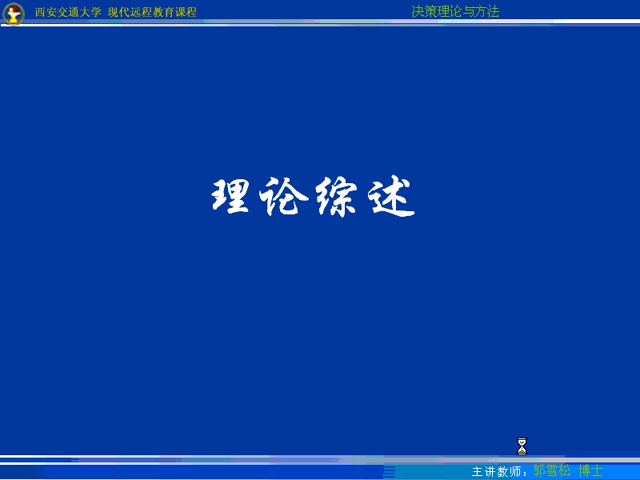 西安交通大学 现代远程教育课程
决策理论与方法
理论综述
主讲教师：郭雪松 博士